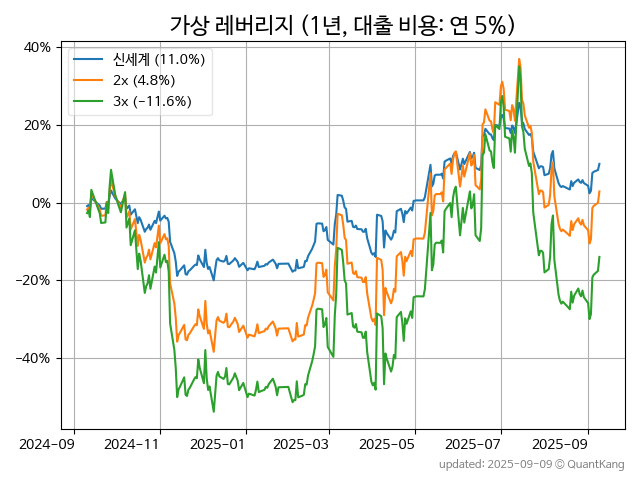 가상 레버리지 (1년, 대출 비용: 연 5%)
신세계 (11.0%)
2x (4.8%)
3x (−11.6%)
40%
20%
0%
−20%
−40%
2024-09 2024-11 2025-01 2025-03 2025-05 2025-07 2025-09
updated: 2025-09-09 © QuantKang